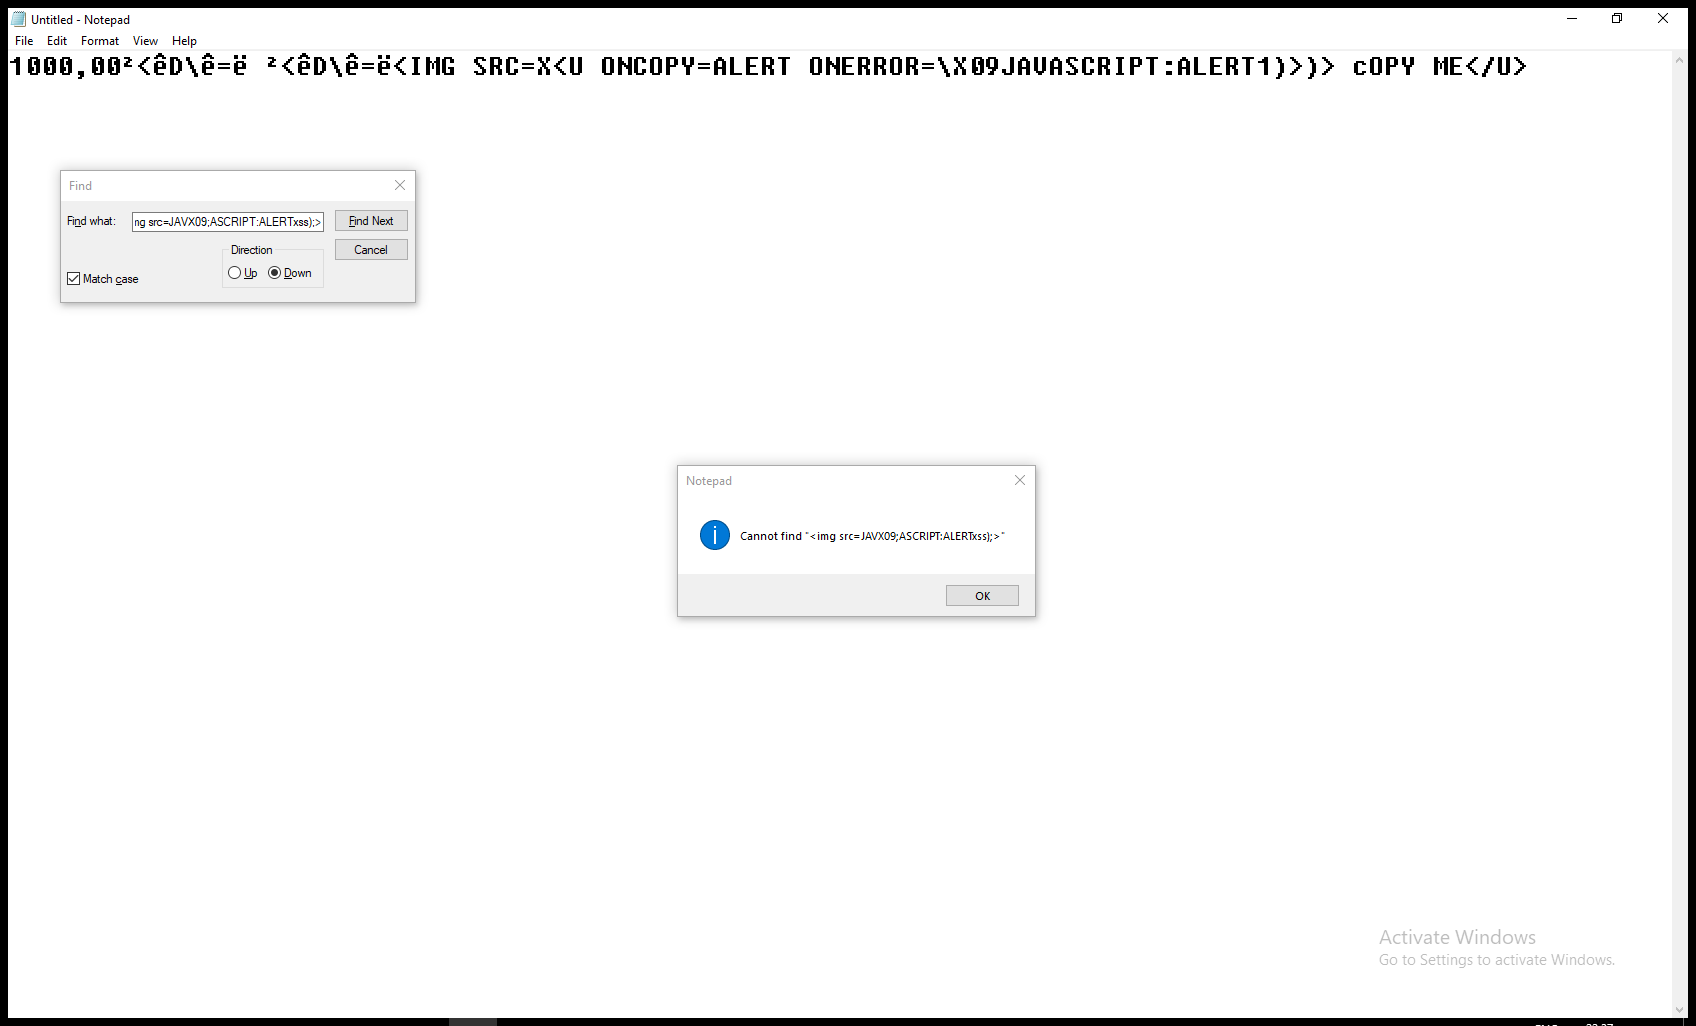 Untitled - Notepad
File Edit Format View Help
1000,00²<êD\ê=ë ²<êD\ê=ë<IMG SRC=X<U ONCOPY=ALERT ONERROR=\X09JAVASCRIPT:ALERT1)>)> cOPY ME</U>
Find
Find what: ng src=JAVX09;ASCRIPT:ALERTxss);> Find Next
Direction Cancel
Up Down
Match case
Notepad
Cannot find "<img src=JAVX09;ASCRIPT:ALERTxss);>"
OK
Activate Windows
Go to Settings to activate Windows.